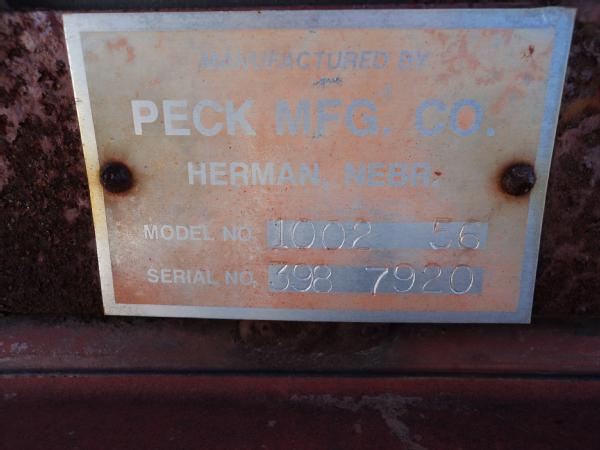 MANUFACTURED BY
PECK MFG. CO.
HERMAN, NEBR.
MODEL NO. 1002 56
SERIAL NO. 398 7920